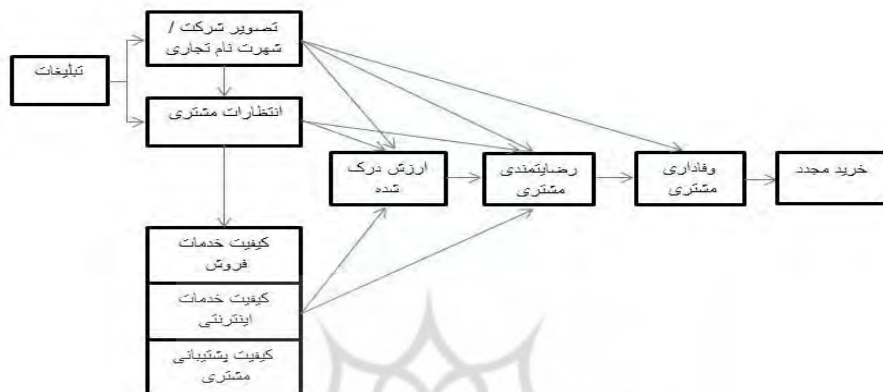 تصویر شرکت /
شهرت نام تجاری
تبلیغات
انتظارات مشتری
ارزش درک
شده
رضایتمندی
مشتری
وفاداری
مشتری
خرید مجدد
کیفیت خدمات
فروش
کیفیت خدمات
اینترنتی
کیفیت پشتیبانی
مشتری